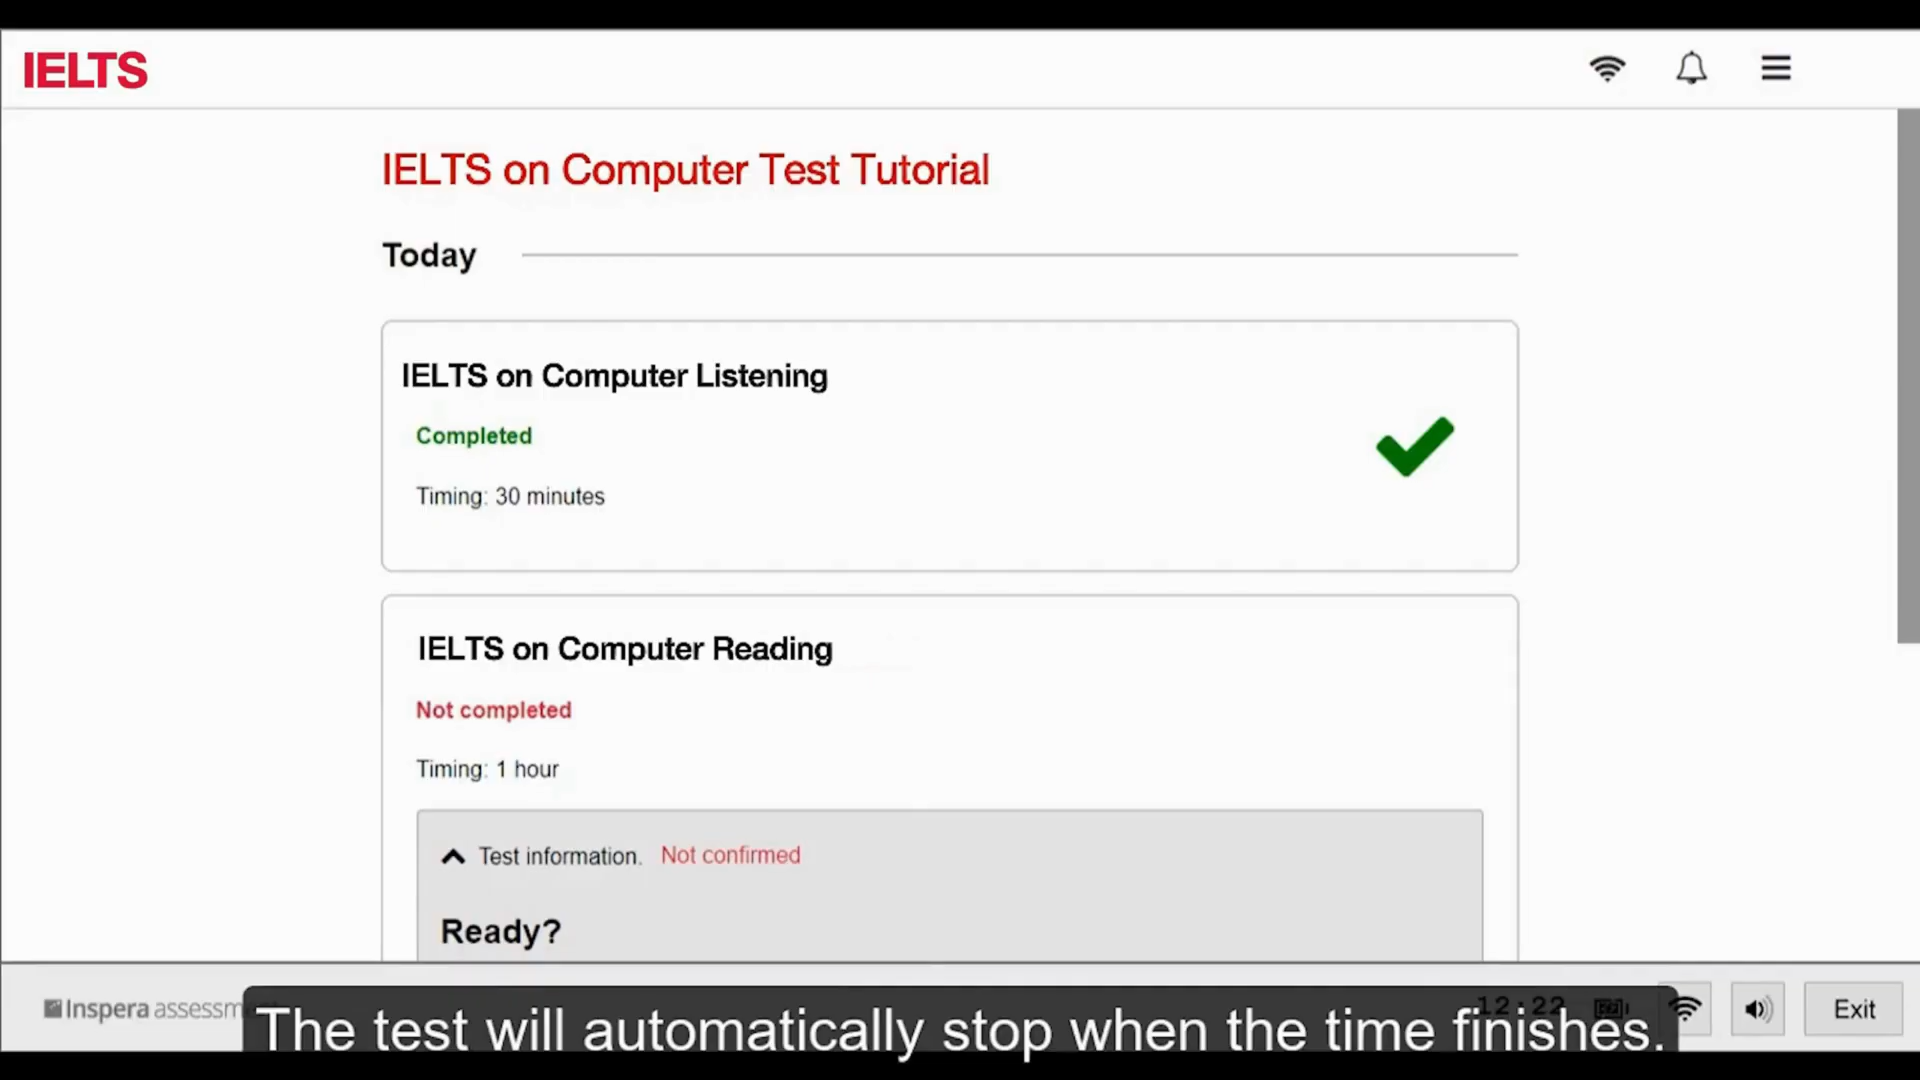 IELTS
IELTS on Computer Test Tutorial
Today
IELTS on Computer Listening
Completed
Timing: 30 minutes
IELTS on Computer Reading
Not completed
Timing: 1 hour
Test information. Not confirmed
Ready?
Inspera assessm
12:22
Exit
The test will automatically stop when the time finishes.